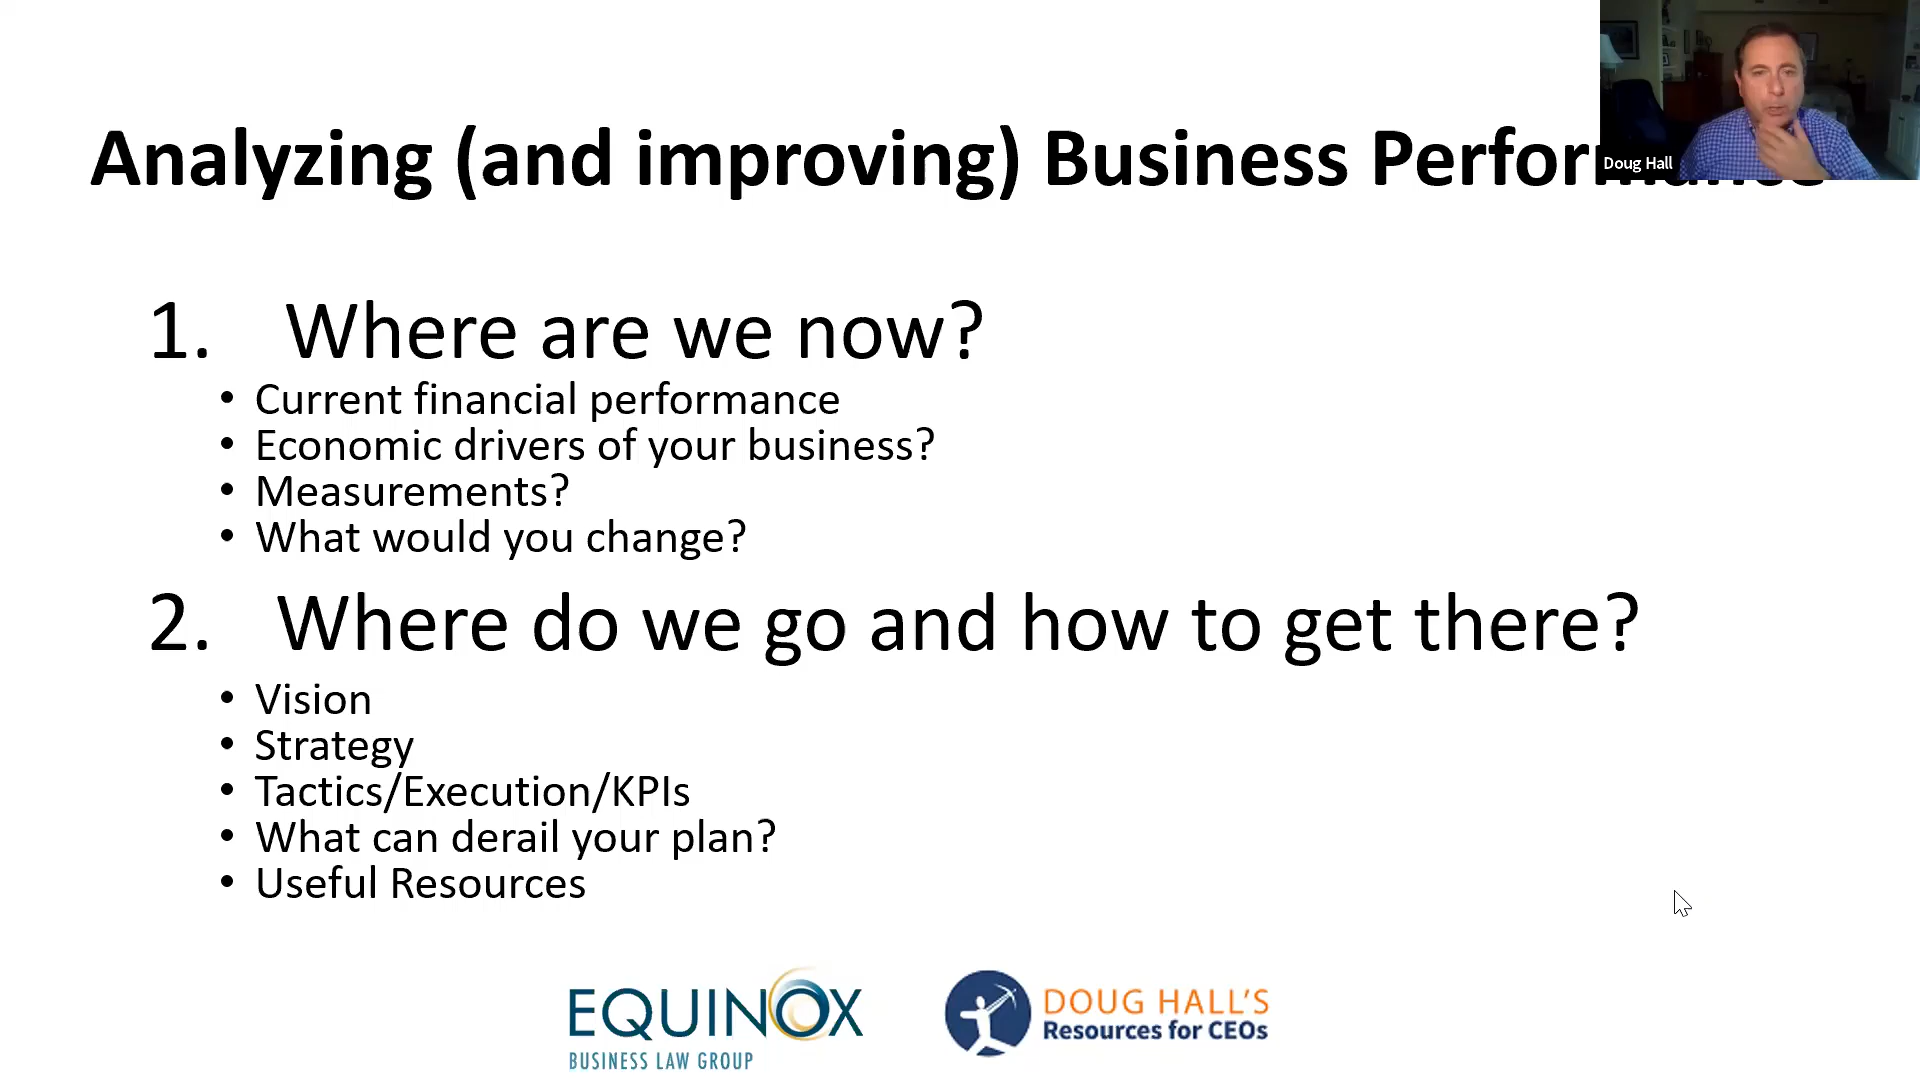 Analyzing (and improving) Business Perfor
Doug Hall
1. Where are we now?
• Current financial performance
• Economic drivers of your business?
• Measurements?
• What would you change?
2. Where do we go and how to get there?
• Vision
• Strategy
• Tactics/Execution/KPIs
• What can derail your plan?
• Useful Resources
EQUINOX
BUSINESS LAW GROUP
DOUG HALL'S
Resources for CEOs